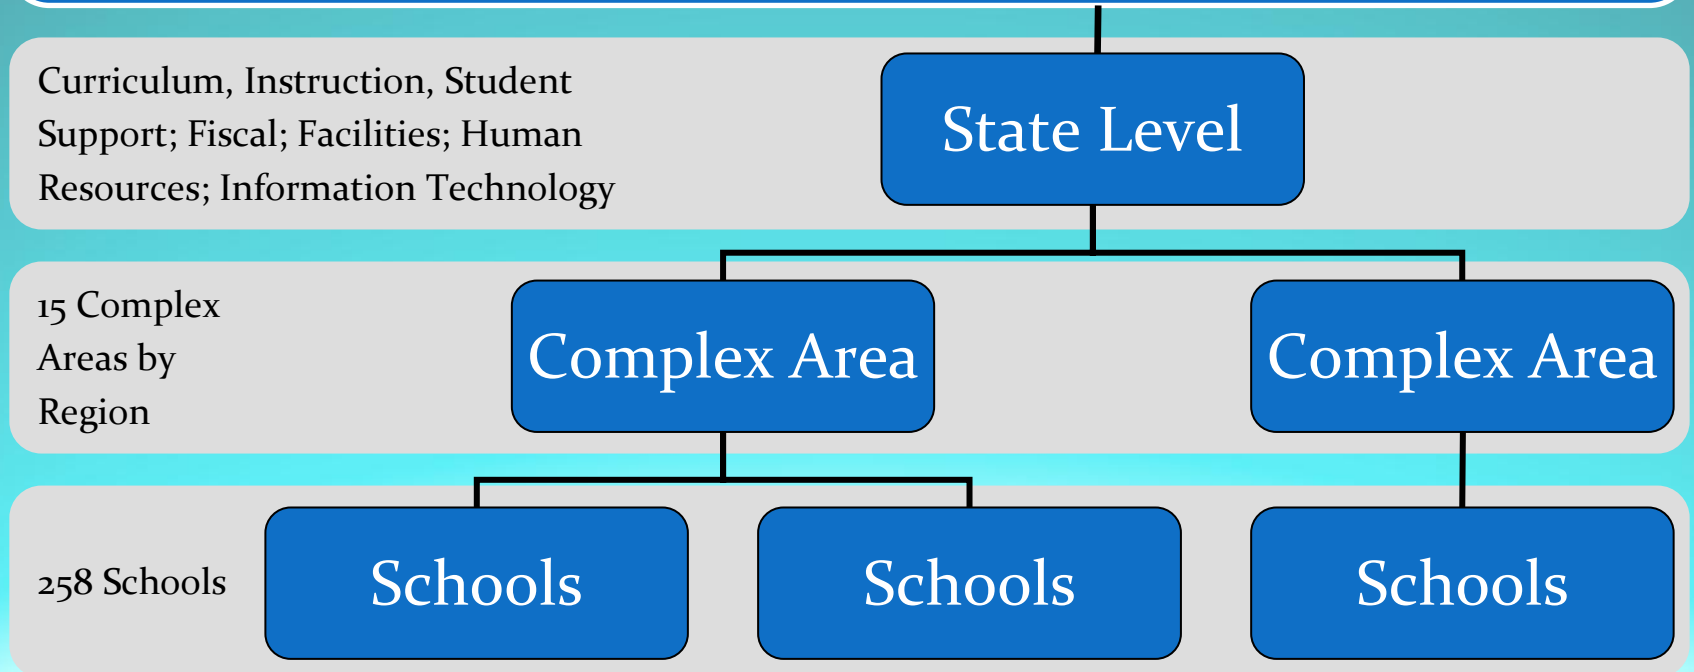 Curriculum, Instruction, Student
Support; Fiscal; Facilities; Human
Resources; Information Technology
State Level
15 Complex
Areas by
Region
Complex Area
Complex Area
258 Schools
Schools
Schools
Schools